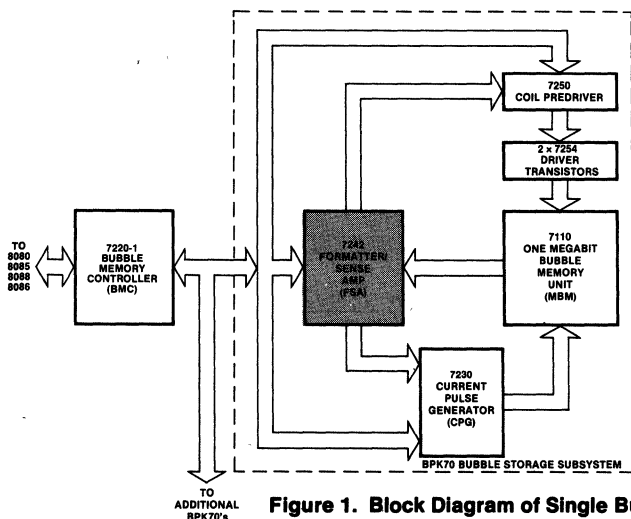 7250
COIL PREDRIVER
2 x 7254
DRIVER
TRANSISTORS
TO
8080
8085
8088
8086
7220-1
BUBBLE
MEMORY
CONTROLLER
(BMC)
7242
FORMATTER/
SENSE
AMP
(FSA)
7110
ONE MEGABIT
BUBBLE
MEMORY
UNIT
(MBM)
7230
CURRENT
PULSE
GENERATOR
(CPG)
BPK70 BUBBLE STORAGE SUBSYSTEM
TO
ADDITIONAL
BPK70's
Figure 1. Block Diagram of Single